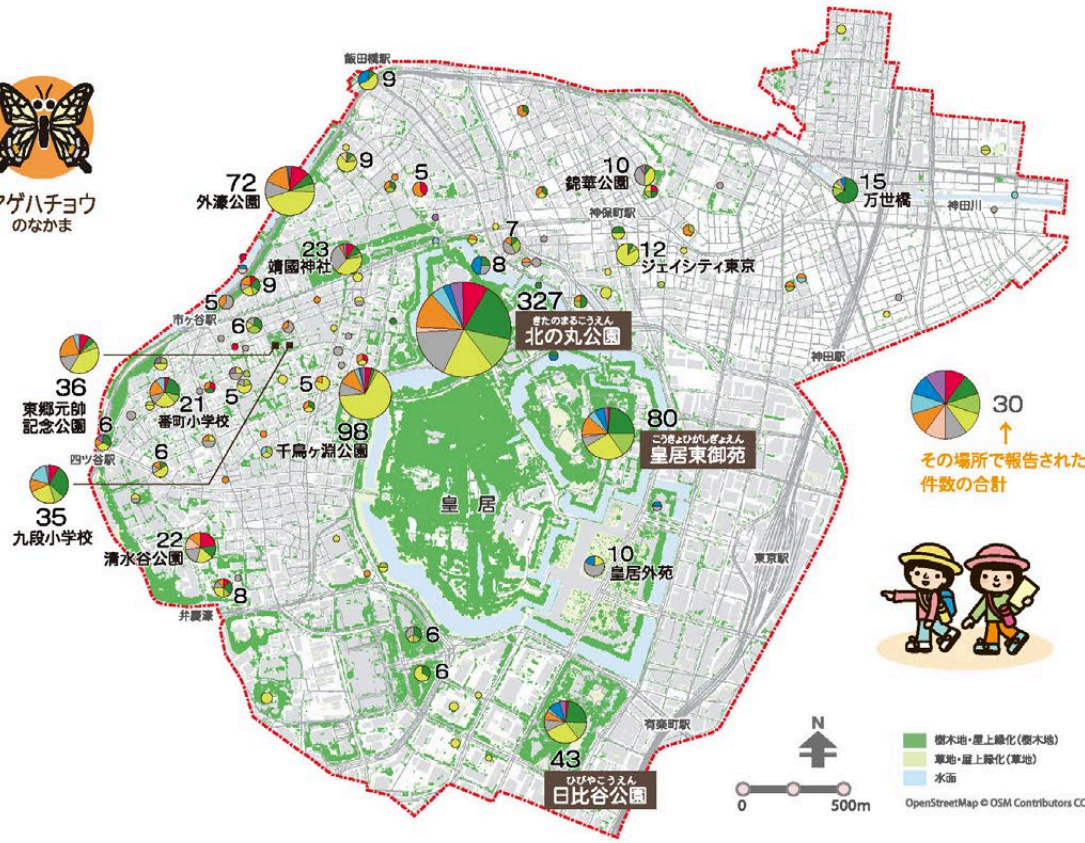 アゲハチョウ
のなかま
飯田橋駅
9
9
5
72
外濠公園
10
錦華公園
神保町駅
15
万世橋
神田川
7
23
靖國神社
8
12
ジェイシティ東京
9
5
市ヶ谷駅
6
327
きたのまるこうえん
北の丸公園
神田駅
36
東郷元帥
記念公園
21
番町小学校
5
5
98
千鳥ヶ淵公園
80
こうきょひがしぎょえん
皇居東御苑
30
↑
その場所で報告された
件数の合計
6
四ツ谷駅
6
35
九段小学校
皇居
22
清水谷公園
8
弁慶濠
10
皇居外苑
東京駅
6
6
有楽町駅
43
ひびやこうえん
日比谷公園
N
0
500m
樹木地・屋上緑化(樹木地)
草地・屋上緑化(草地)
水面
OpenStreetMap © OSM Contributors CC